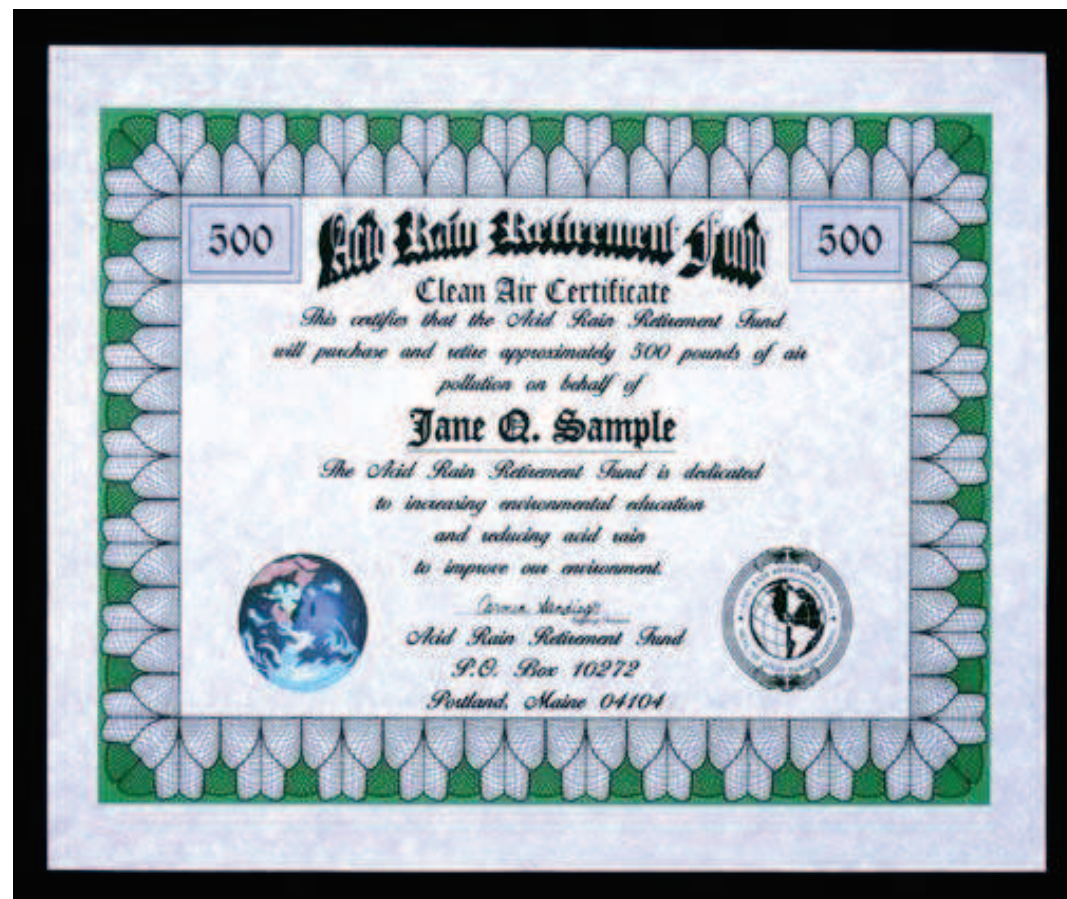 500
Acid Rain Retirement Fund
500
Clean Air Certificate
This certifies that the Acid Rain Retirement Fund
will purchase and retire approximately 500 pounds of air
pollution on behalf of
Jane Q. Sample
The Acid Rain Retirement Fund is dedicated
to increasing environmental education
and reducing acid rain
to improve our environment.
Acid Rain Retirement Fund
P.O. Box 10272
Portland, Maine 04104